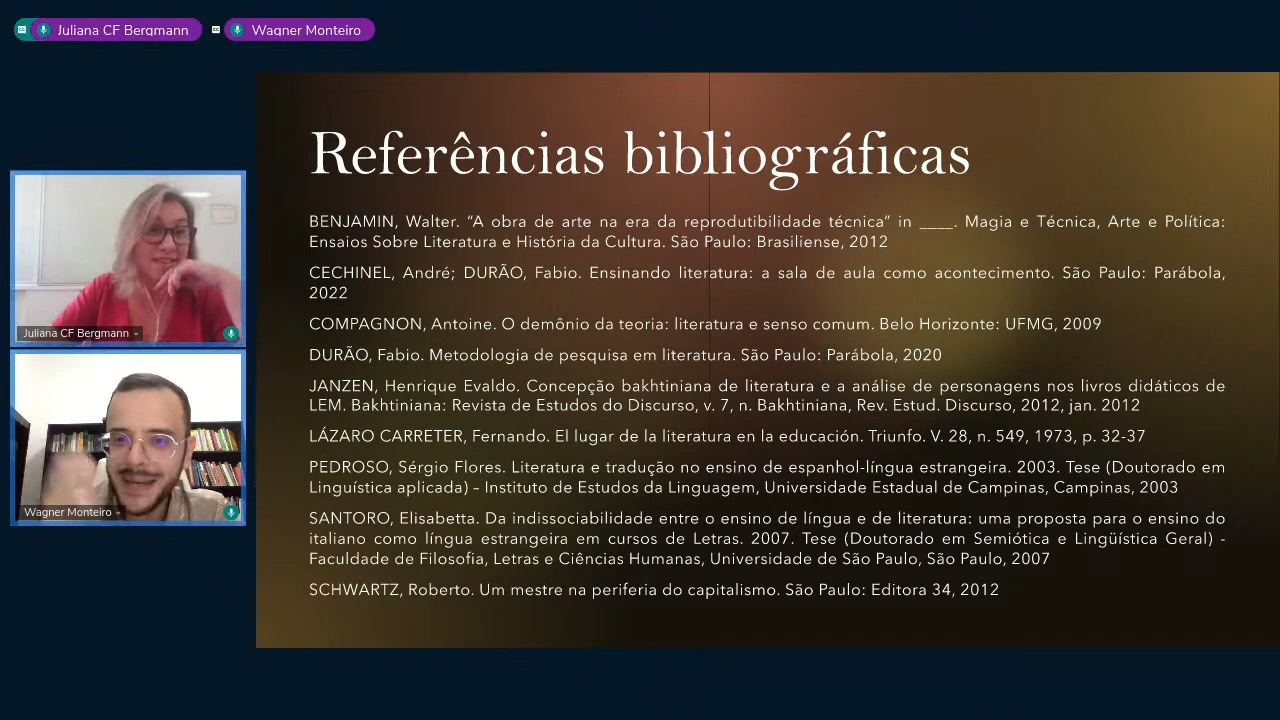 Juliana CF Bergmann
Wagner Monteiro
Referências bibliográficas
BENJAMIN, Walter. “A obra de arte na era da reprodutibilidade técnica” in ____. Magia e Técnica, Arte e Política:
Ensaios Sobre Literatura e História da Cultura. São Paulo: Brasiliense, 2012
CECHINEL, André; DURÃO, Fabio. Ensinando literatura: a sala de aula como acontecimento. São Paulo: Parábola,
2022
COMPAGNON, Antoine. O demônio da teoria: literatura e senso comum. Belo Horizonte: UFMG, 2009
DURÃO, Fabio. Metodologia de pesquisa em literatura. São Paulo: Parábola, 2020
JANZEN, Henrique Evaldo. Concepção bakhtiniana de literatura e a análise de personagens nos livros didáticos de
LEM. Bakhtiniana: Revista de Estudos do Discurso, v. 7, n. Bakhtiniana, Rev. Estud. Discurso, 2012, jan. 2012
LÁZARO CARRETER, Fernando. El lugar de la literatura en la educación. Triunfo. V. 28, n. 549, 1973, p. 32-37
PEDROSO, Sérgio Flores. Literatura e tradução no ensino de espanhol-língua estrangeira. 2003. Tese (Doutorado em
Linguística aplicada) – Instituto de Estudos da Linguagem, Universidade Estadual de Campinas, Campinas, 2003
SANTORO, Elisabetta. Da indissociabilidade entre o ensino de língua e de literatura: uma proposta para o ensino do
italiano como língua estrangeira em cursos de Letras. 2007. Tese (Doutorado em Semiótica e Lingüística Geral) -
Faculdade de Filosofia, Letras e Ciências Humanas, Universidade de São Paulo, São Paulo, 2007
SCHWARTZ, Roberto. Um mestre na periferia do capitalismo. São Paulo: Editora 34, 2012
Juliana CF Bergmann
Wagner Monteiro